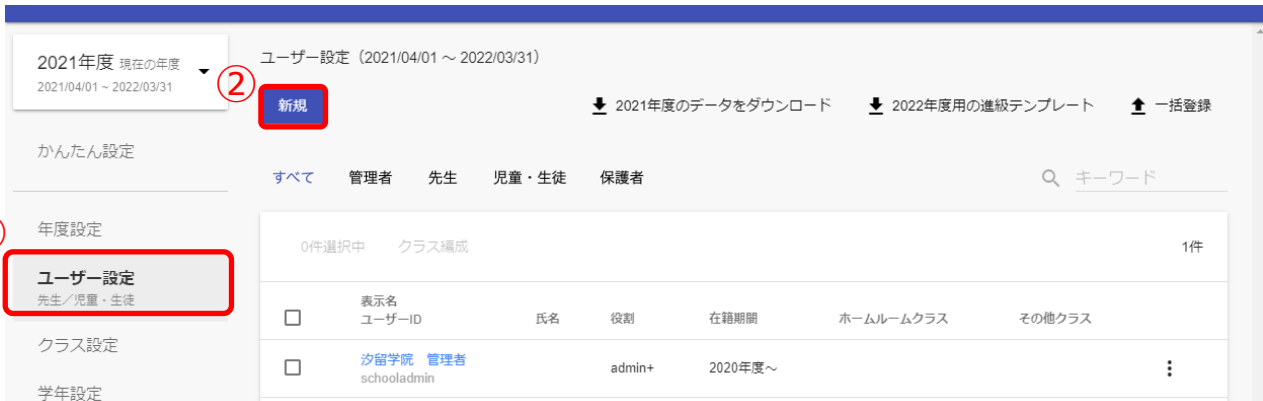 2021年度 現在の年度
2021/04/01 ~ 2022/03/31
かんたん設定
年度設定
ユーザー設定
先生／児童・生徒
クラス設定
学年設定
ユーザー設定（2021/04/01 ～ 2022/03/31）
②
新規
2021年度のデータをダウンロード 2022年度用の進級テンプレート 一括登録
すべて 管理者 先生 児童・生徒 保護者 キーワード
0件選択中 クラス編成 1件
表示名
ユーザーID 氏名 役割 在籍期間 ホームルームクラス その他クラス
汐留学院 管理者
schooladmin admin+ 2020年度～